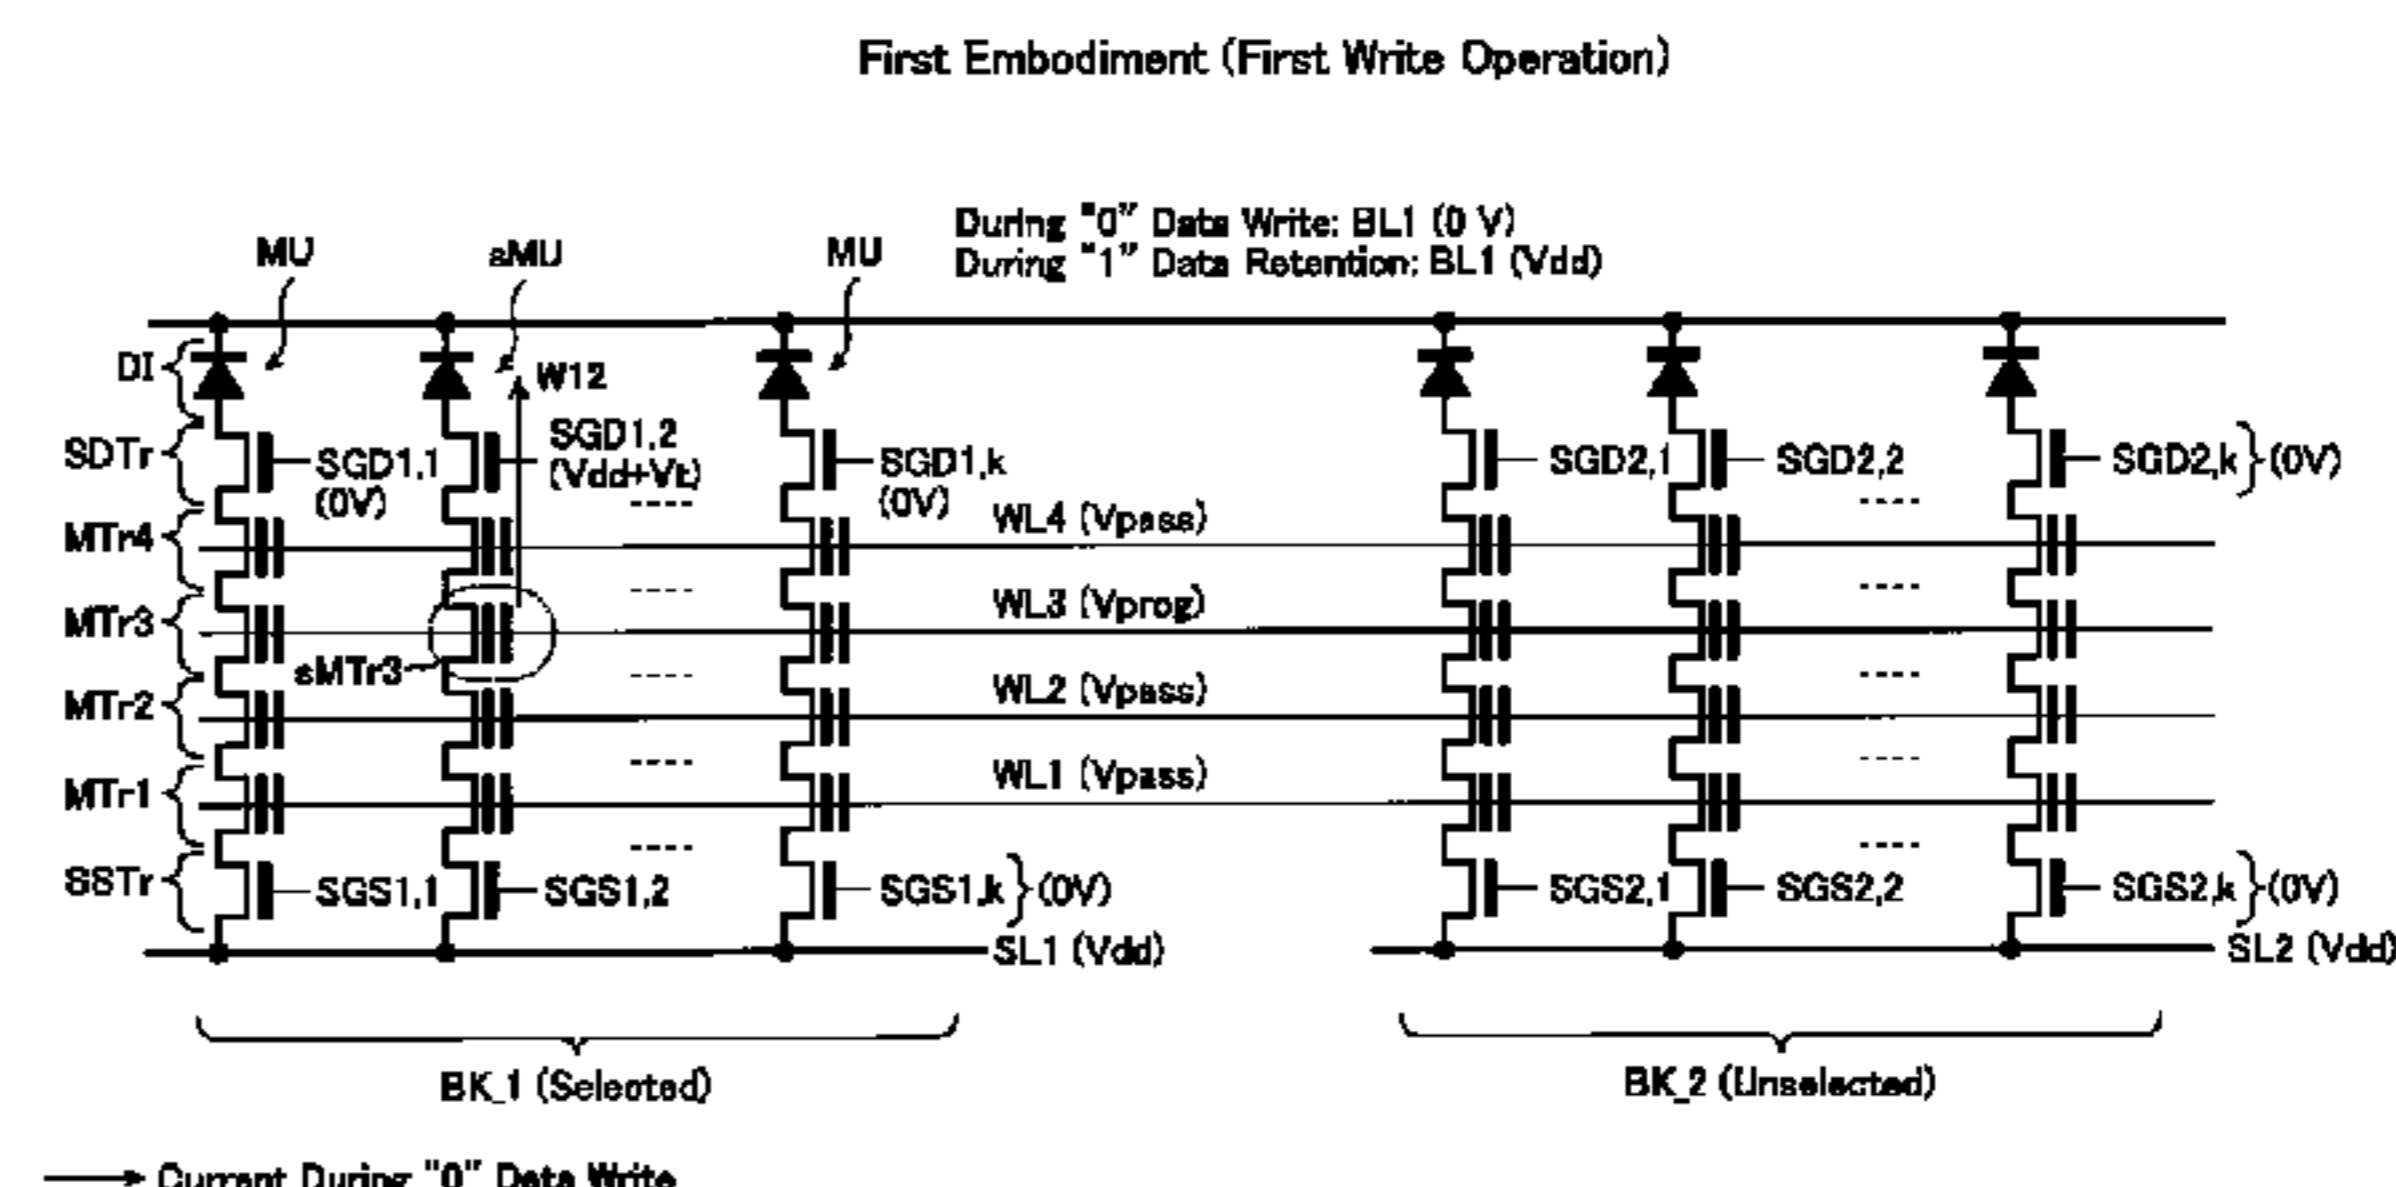 First Embodiment (First Write Operation)
During "0" Data Write: BL1 (0 V)
During "1" Data Retention: BL1 (Vdd)
MU
sMU
MU
DI
W12
SDTr
SGD1,1
(0V)
SGD1,2
(Vdd+Vt)
SGD1,k
(0V)
SGD2,1
SGD2,2
SGD2,k
(0V)
MTr4
WL4 (Vpass)
MTr3
WL3 (Vprog)
sMTr3
MTr2
WL2 (Vpass)
MTr1
WL1 (Vpass)
SSTr
SGS1,1
SGS1,2
SGS1,k
(0V)
SGS2,1
SGS2,2
SGS2,k
(0V)
SL1 (Vdd)
SL2 (Vdd)
BK_1 (Selected)
BK_2 (Unselected)
Current During "0" Data Write